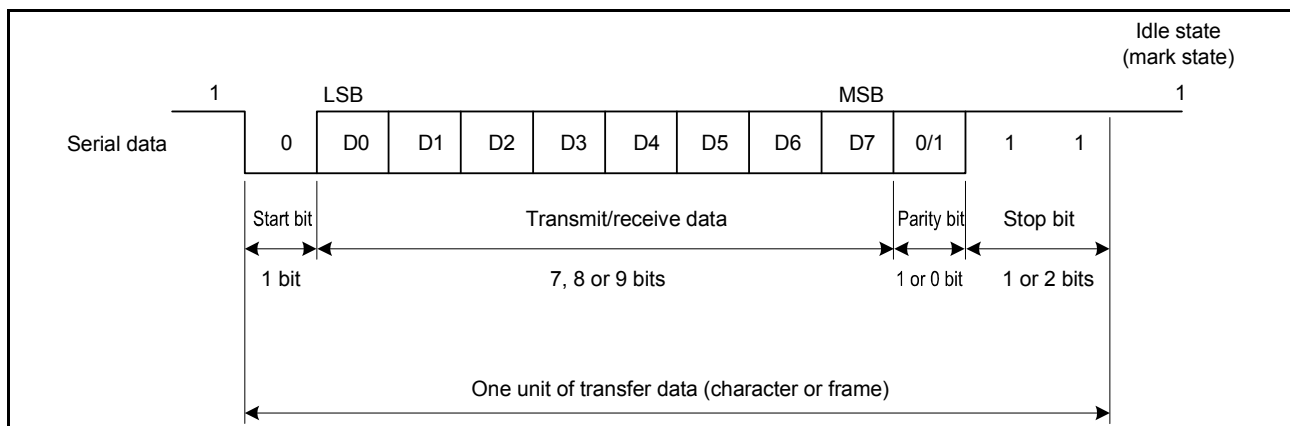 Idle state
(mark state)
1 LSB MSB 1
Serial data 0 D0 D1 D2 D3 D4 D5 D6 D7 0/1 1 1
Start bit Transmit/receive data Parity bit Stop bit
1 bit 7, 8 or 9 bits 1 or 0 bit 1 or 2 bits
One unit of transfer data (character or frame)